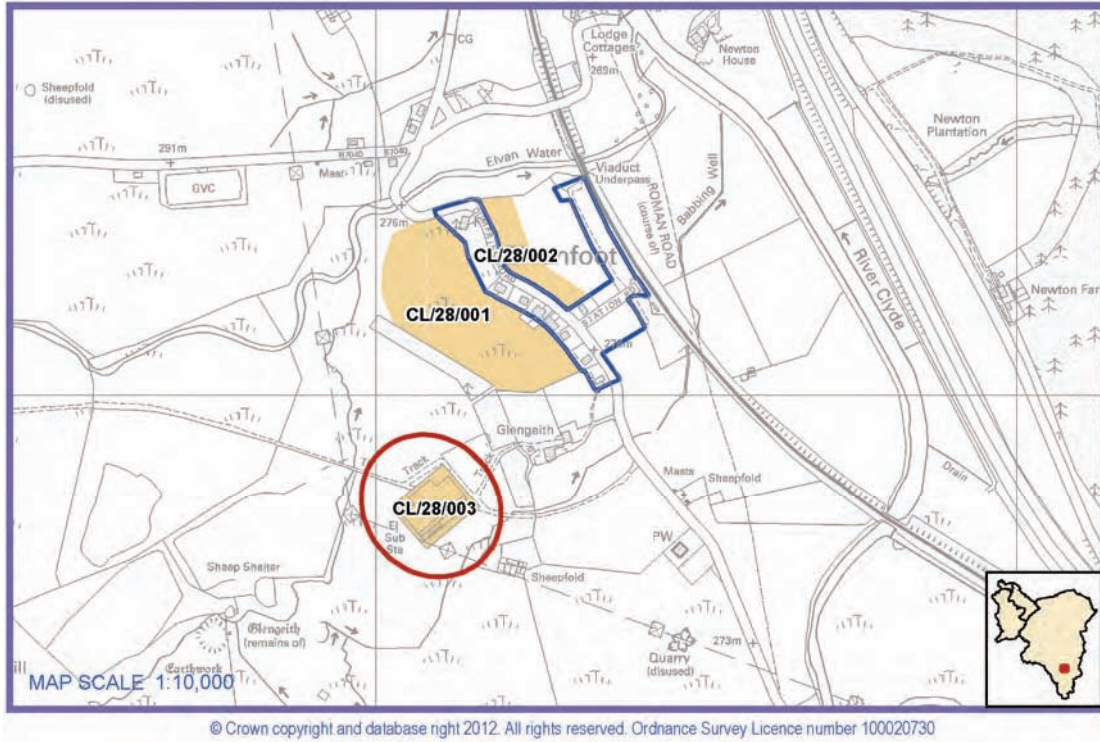 Lodge
Cottages
Newton
House
CG
269m
Sheepfold
(disused)
Newton
Plantation
291m
B7040
B7040
Elvan Water
Mast
Viaduct
Underpass
GVC
ROMAN ROAD
(course of)
Babbing Well
276m
CL/28/002
nfoot
River Clyde
Newton Far
CL/28/001
STATION
Glengeith
Track
Masts
Sheepfold
Drain
CL/28/003
El
Sub
Sta
PW
Sheep Shelter
Sheepfold
Glengeith
(remains of)
273m
Quarry
(disused)
Earthwork
MAP SCALE 1:10,000
© Crown copyright and database right 2012. All rights reserved. Ordnance Survey Licence number 100020730